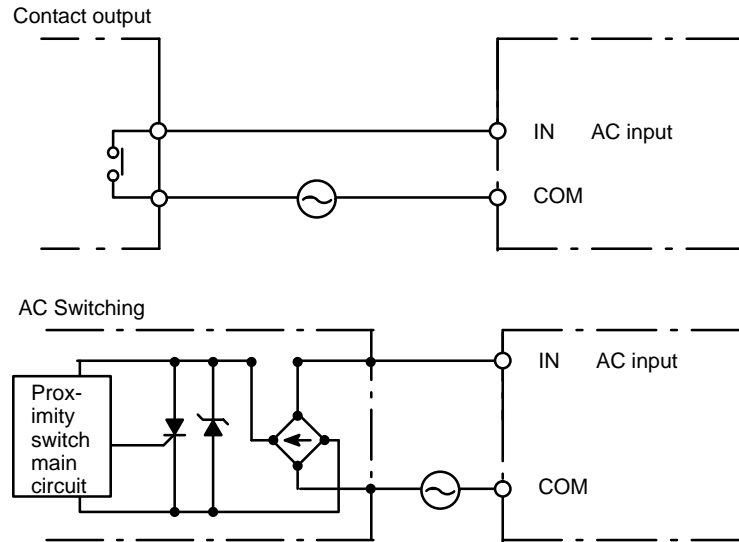 Contact output
IN AC input
COM
AC Switching
IN AC input
Prox-
imity
switch
main
circuit
COM